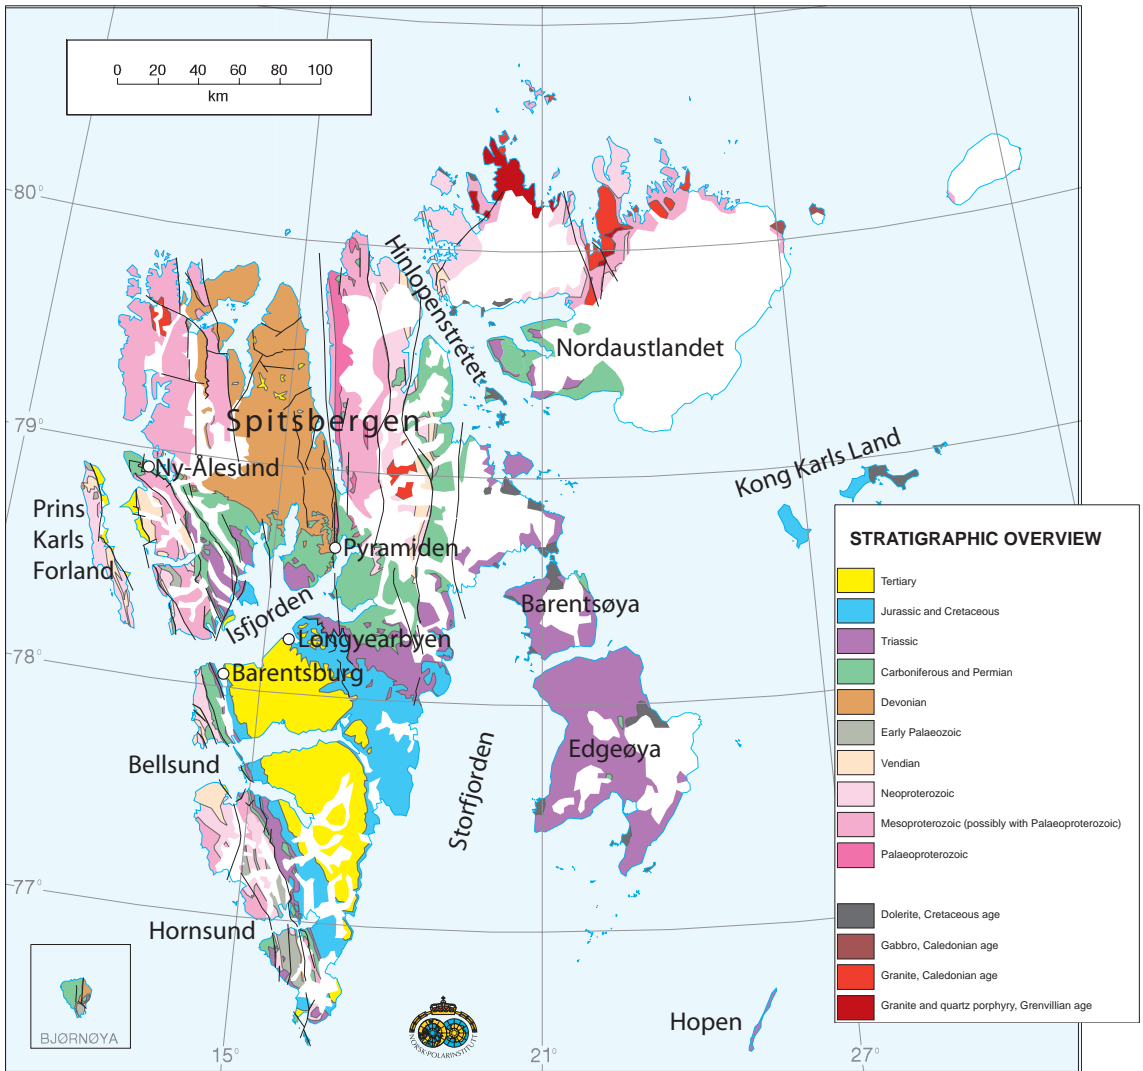 0 20 40 60 80 100
km
80°
Hinlopenstretet
Nordaustlandet
79°
Spitsbergen
Ny-Ålesund
Kong Karls Land
Prins
Karls
Forland
Pyramiden
Isfjorden
Barentsøya
Longyearbyen
78°
Barentsburg
Edgeøya
Bellsund
Storfjorden
77°
Hornsund
Hopen
BJØRNØYA
NORSK-POLARINSTITUTT
15°
21°
27°
STRATIGRAPHIC OVERVIEW
Tertiary
Jurassic and Cretaceous
Triassic
Carboniferous and Permian
Devonian
Early Palaeozoic
Vendian
Neoproterozoic
Mesoproterozoic (possibly with Palaeoproterozoic)
Palaeoproterozoic
Dolerite, Cretaceous age
Gabbro, Caledonian age
Granite, Caledonian age
Granite and quartz porphyry, Grenvillian age